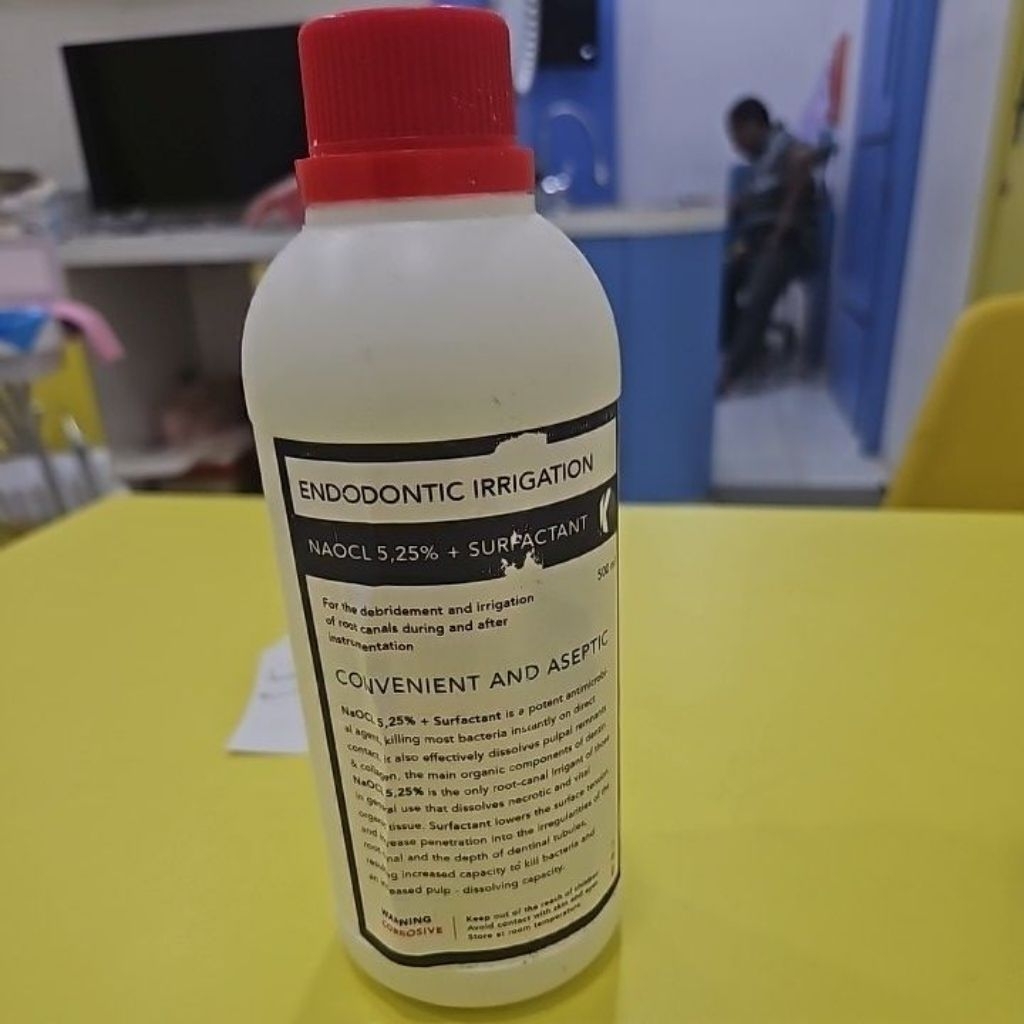 ENDODONTIC IRRIGATION
NAOCL 5,25% + SURFACTANT K
500 m
For the debridement and irrigation
of root canals during and after
instrumentation
CONVENIENT AND ASEPTIC
NaOCL 5,25% + Surfactant is a potent antimicrobi-
al agent, killing most bacteria instantly on direct
contact, it also effectively dissolves pulpal remnants
& collagen, the main organic components of dentin.
NaOCL 5,25% is the only root-canal irrigant of those
in general use that dissolves necrotic and vital
organic tissue. Surfactant lowers the surface tension
and increase penetration into the irregularities of the
root canal and the depth of dentinal tubules,
resulting increased capacity to kill bacteria and
an increased pulp - dissolving capacity.
WARNING
CORROSIVE
Keep out of the reach of children
Avoid contact with skin and eyes
Store at room temperature